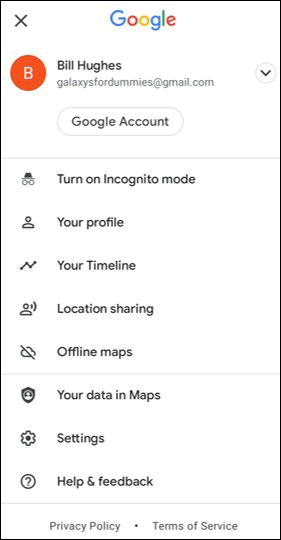 Google
B
Bill Hughes
galaxysfordummies@gmail.com
Google Account
Turn on Incognito mode
Your profile
Your Timeline
Location sharing
Offline maps
Your data in Maps
Settings
Help & feedback
Privacy Policy • Terms of Service